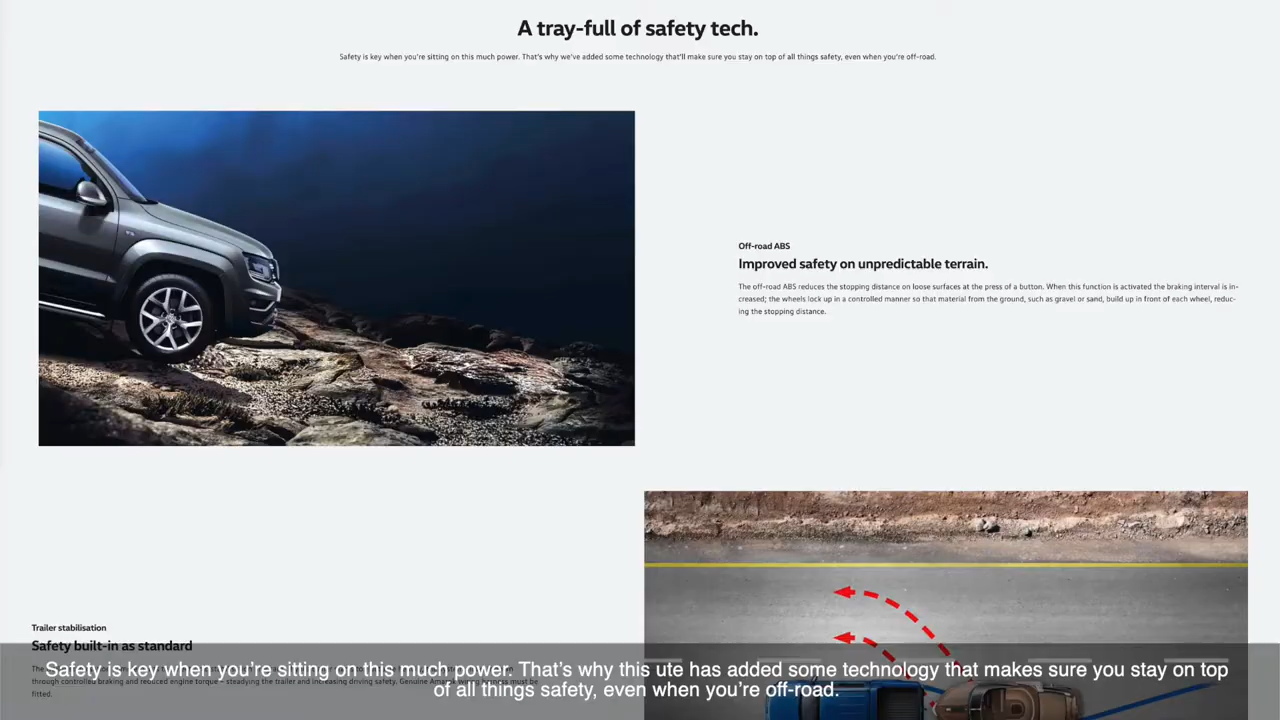 A tray-full of safety tech.
Safety is key when you're sitting on this much power. That's why we've added some technology that'll make sure you stay on top of all things safety, even when you're off-road.
Off-road ABS
Improved safety on unpredictable terrain.
The off-road ABS reduces the stopping distance on loose surfaces at the press of a button. When this function is activated the braking interval is in-
creased; the wheels lock up in a controlled manner so that material from the ground, such as gravel or sand, build up in front of each wheel, reduc-
ing the stopping distance.
Trailer stabilisation
Safety built-in as standard
The
through controlled braking and reduced engine torque – steadying the trailer and increasing driving safety. Genuine Amarok wiring harness must be
fitted.
Safety is key when you're sitting on this much power. That's why this ute has added some technology that makes sure you stay on top
of all things safety, even when you're off-road.